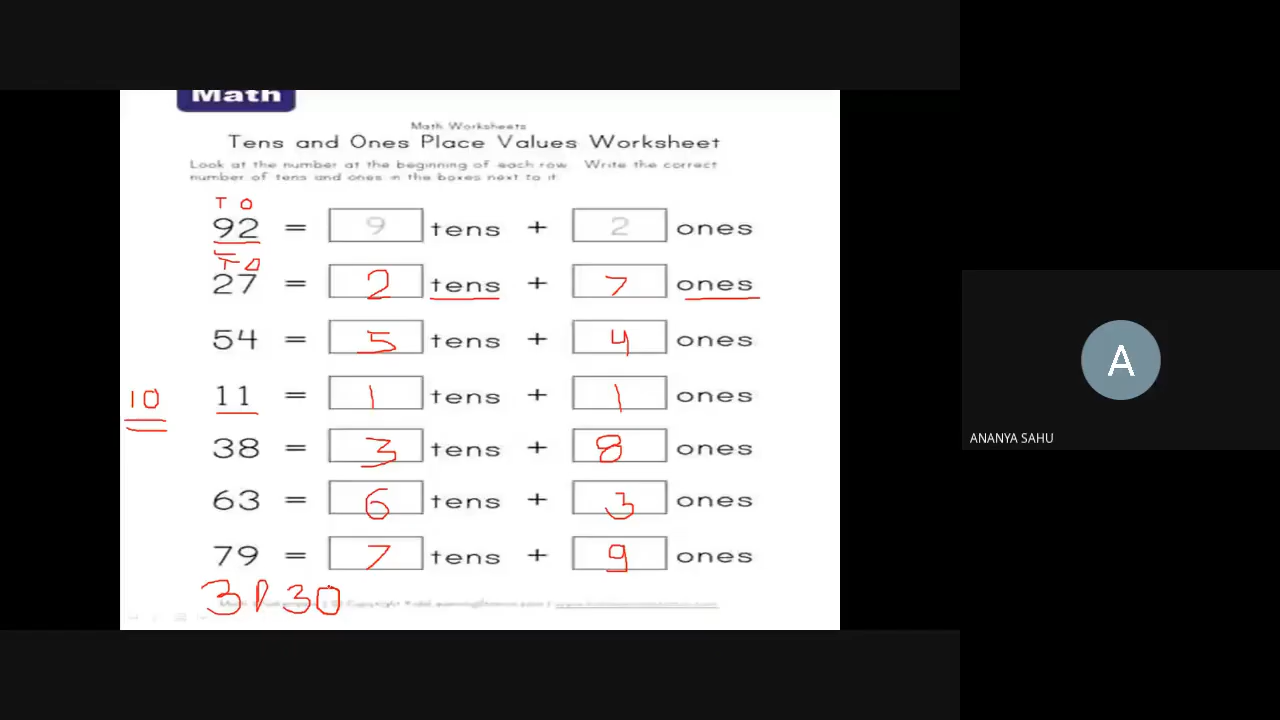 Math
Math Worksheets
Tens and Ones Place Values Worksheet
Look at the number at the beginning of each row. Write the correct
number of tens and ones in the boxes next to it.
T O
92 = 9 tens + 2 ones
T O
27 = 2 tens + 7 ones
54 = 5 tens + 4 ones
10 11 = 1 tens + 1 ones
38 = 3 tens + 8 ones
63 = 6 tens + 3 ones
79 = 7 tens + 9 ones
30
A
ANANYA SAHU